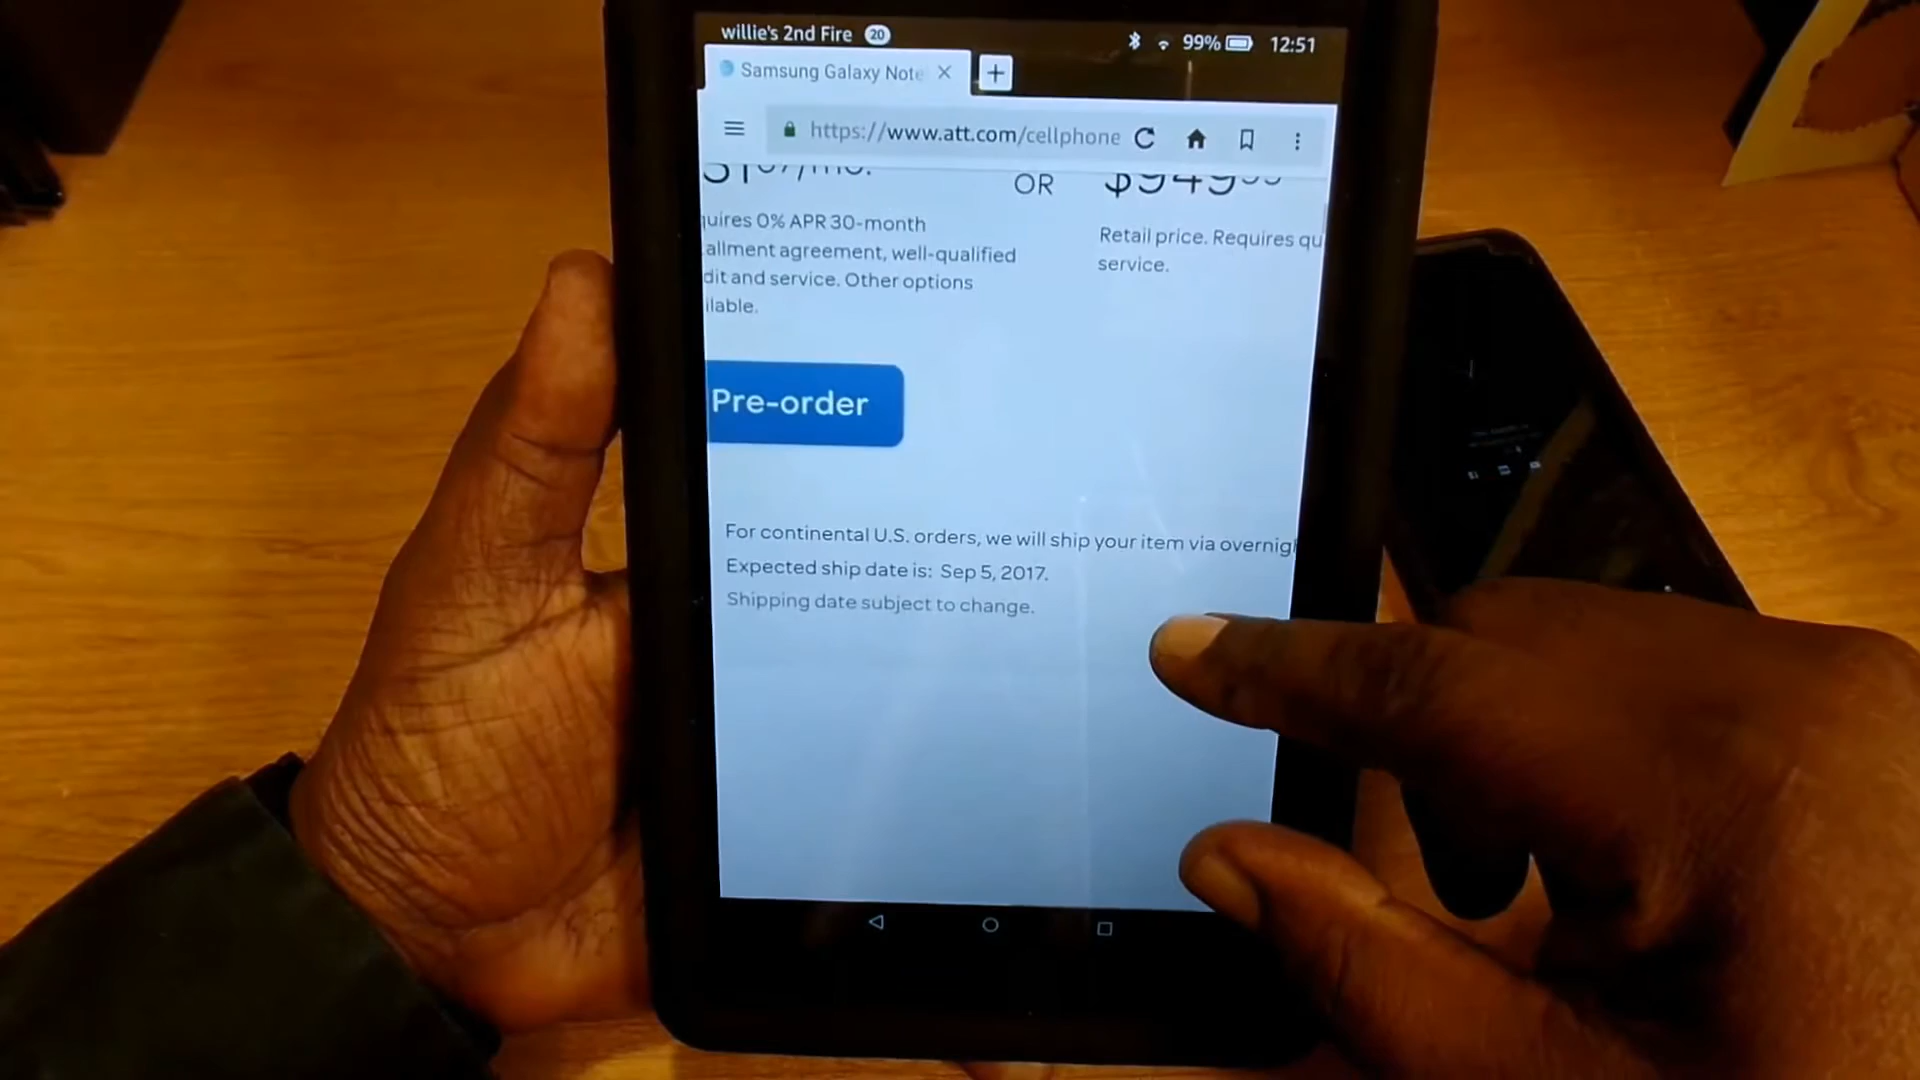 willie's 2nd Fire 20 99% 12:51
Samsung Galaxy Note
https://www.att.com/cellphone
OR
uires 0% APR 30-month
allment agreement, well-qualified
dit and service. Other options
ilable.
Retail price. Requires qu
service.
Pre-order
For continental U.S. orders, we will ship your item via overnig
Expected ship date is: Sep 5, 2017.
Shipping date subject to change.